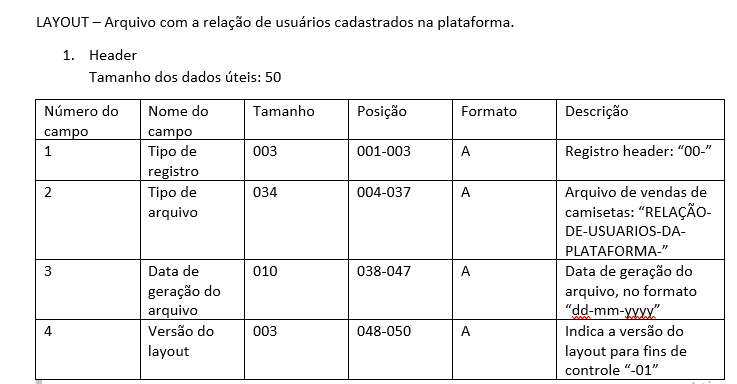 LAYOUT – Arquivo com a relação de usuários cadastrados na plataforma.
1. Header
Tamanho dos dados úteis: 50
Número do campo | Nome do campo | Tamanho | Posição | Formato | Descrição
1 | Tipo de registro | 003 | 001-003 | A | Registro header: “00-”
2 | Tipo de arquivo | 034 | 004-037 | A | Arquivo de vendas de camisetas: “RELAÇÃO-DE-USUARIOS-DA-PLATAFORMA-”
3 | Data de geração do arquivo | 010 | 038-047 | A | Data de geração do arquivo, no formato “dd-mm-yyyy”
4 | Versão do layout | 003 | 048-050 | A | Indica a versão do layout para fins de controle “-01”